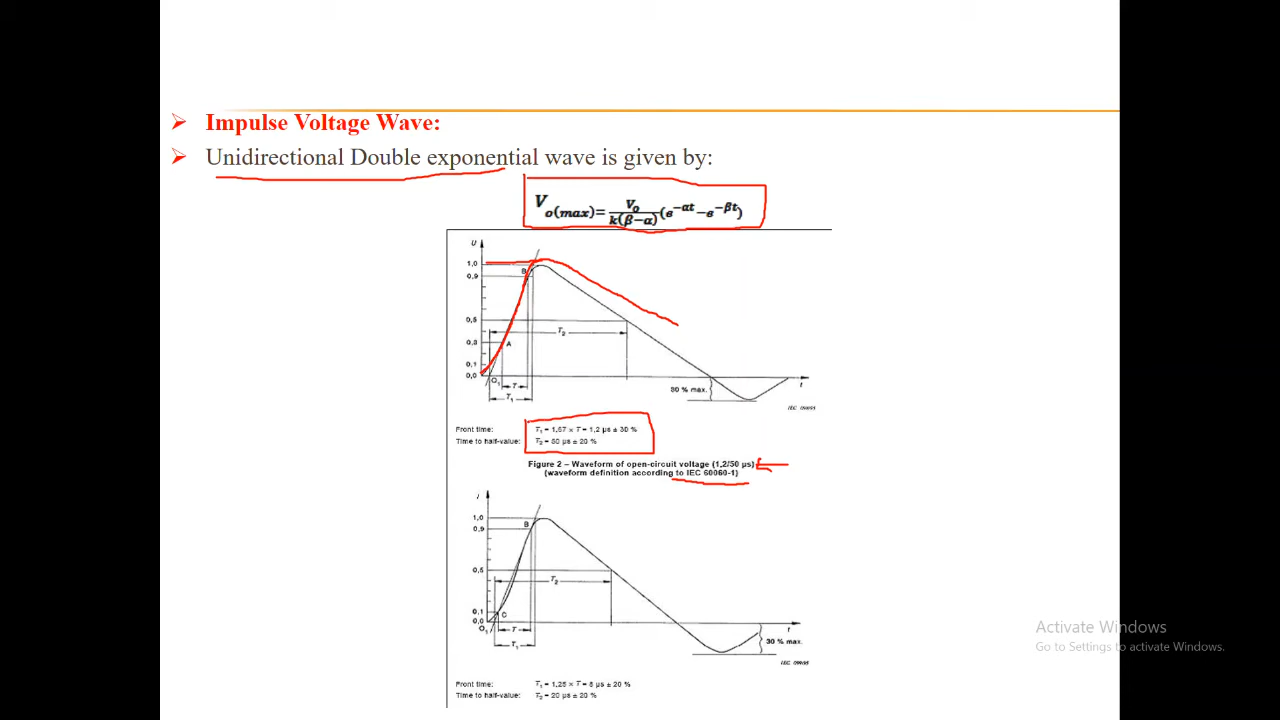 Impulse Voltage Wave:
Unidirectional Double exponential wave is given by:
V o(max)= Vo / k(β−α) (e^−αt −e^−βt)
U
1,0
0,9
B
0,5
T2
0,3
A
0,1
0,0
O1
T
T1
30 % max.
t
Front time: T1 = 1,67 × T = 1,2 µs ± 30 %
Time to half-value: T2 = 50 µs ± 20 %
Figure 2 – Waveform of open-circuit voltage (1,2/50 µs)
(waveform definition according to IEC 60060-1)
I
1,0
0,9
B
0,5
T2
0,1
C
0,0
O1
T
T1
t
30 % max.
Front time: T1 = 1,25 × T = 8 µs ± 20 %
Time to half-value: T2 = 20 µs ± 20 %
Activate Windows
Go to Settings to activate Windows.